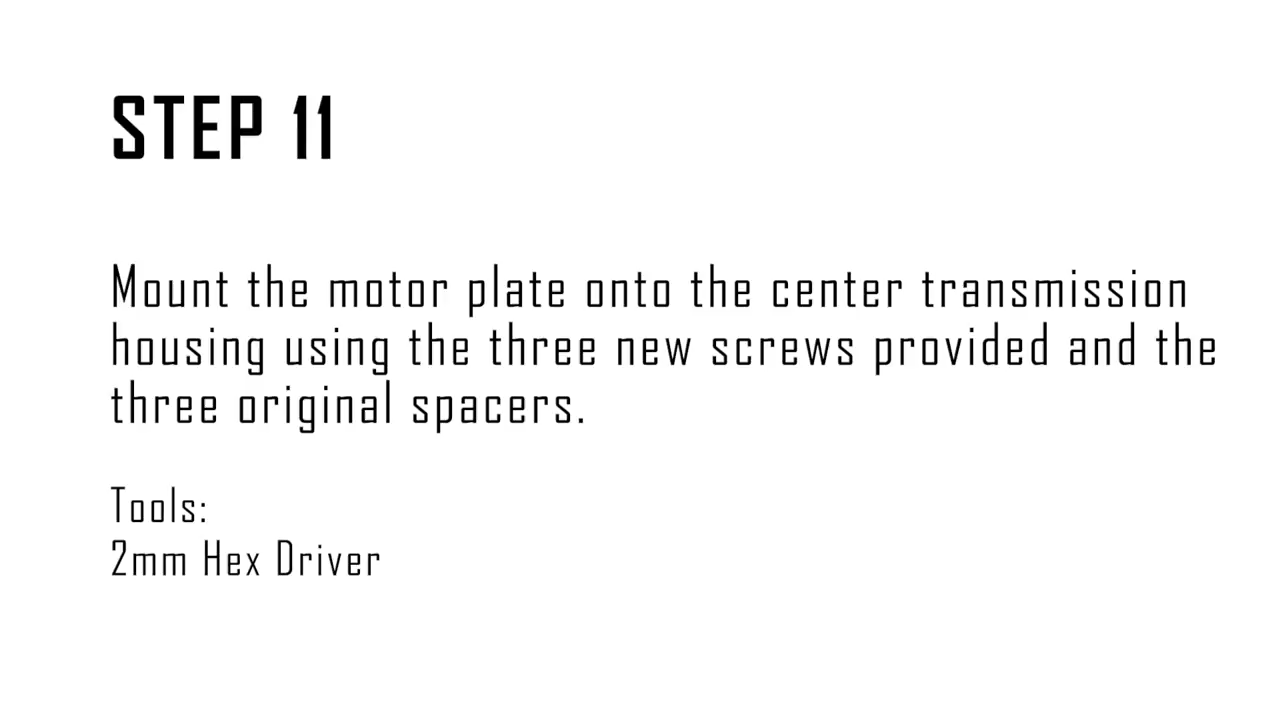 STEP 11
Mount the motor plate onto the center transmission
housing using the three new screws provided and the
three original spacers.
Tools:
2mm Hex Driver